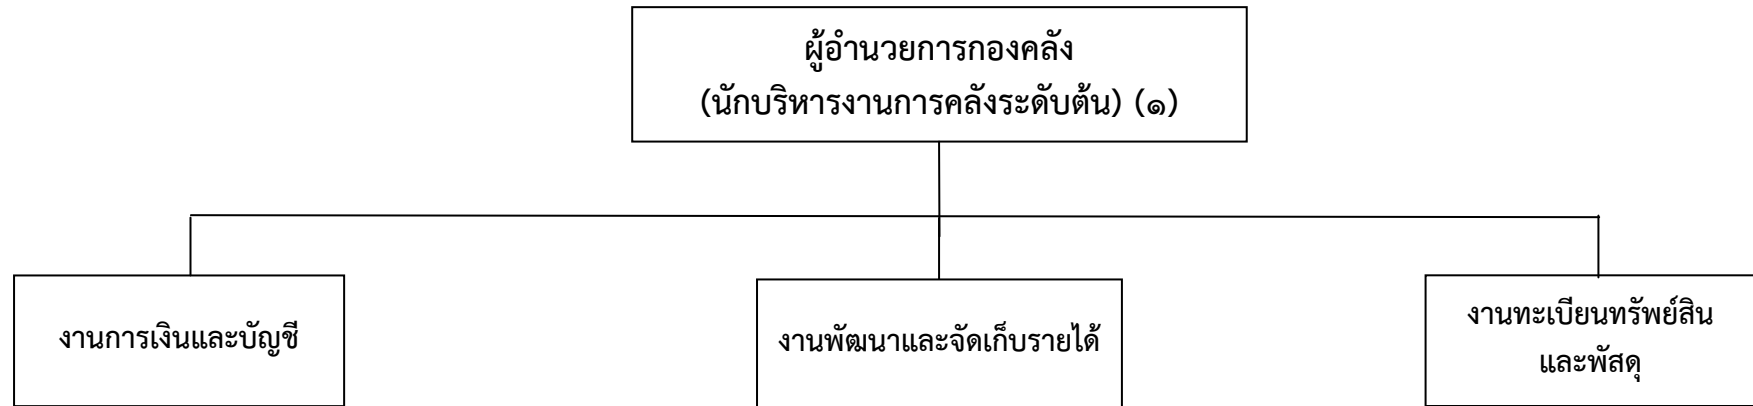 ผู้อำนวยการกองคลัง
(นักบริหารงานการคลังระดับต้น) (๑)
งานการเงินและบัญชี
งานพัฒนาและจัดเก็บรายได้
งานทะเบียนทรัพย์สิน
และพัสดุ